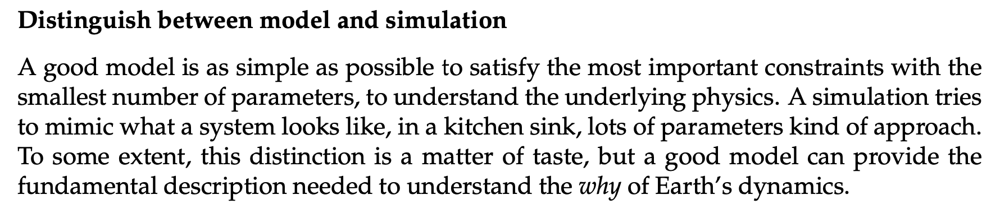 Distinguish between model and simulation
A good model is as simple as possible to satisfy the most important constraints with the
smallest number of parameters, to understand the underlying physics. A simulation tries
to mimic what a system looks like, in a kitchen sink, lots of parameters kind of approach.
To some extent, this distinction is a matter of taste, but a good model can provide the
fundamental description needed to understand the why of Earth's dynamics.